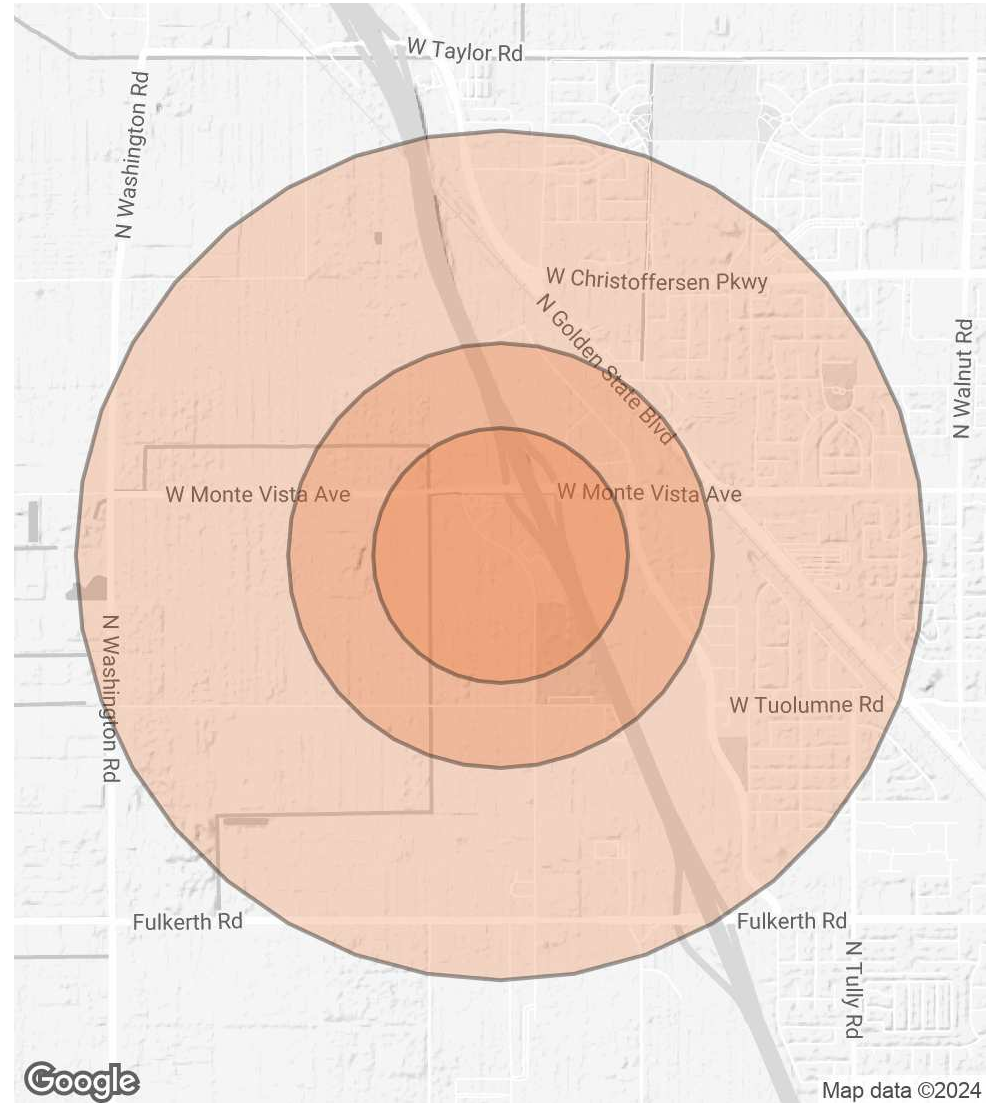 W Taylor Rd
N Washington Rd
W Christoffersen Pkwy
N Golden State Blvd
N Walnut Rd
W Monte Vista Ave
W Monte Vista Ave
N Washington Rd
W Tuolumne Rd
Fulkerth Rd
Fulkerth Rd
N Tully Rd
Google
Map data ©2024